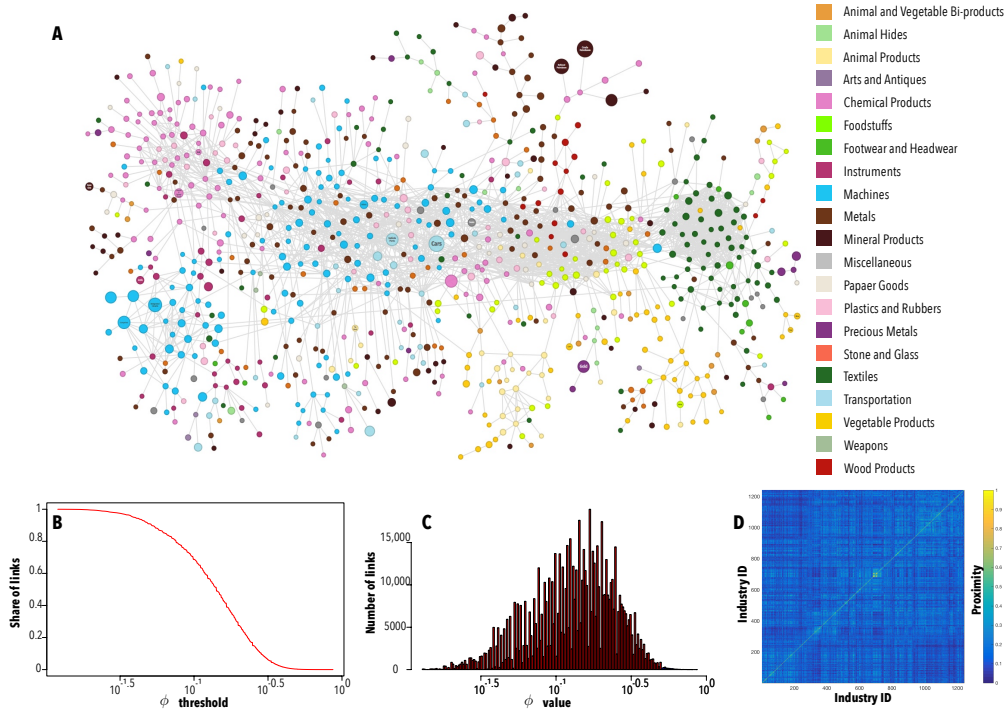 A
Cars
Gold
Animal and Vegetable Bi-products
Animal Hides
Animal Products
Arts and Antiques
Chemical Products
Foodstuffs
Footwear and Headwear
Instruments
Machines
Metals
Mineral Products
Miscellaneous
Papaer Goods
Plastics and Rubbers
Precious Metals
Stone and Glass
Textiles
Transportation
Vegetable Products
Weapons
Wood Products
B
Share of links
1
0.8
0.6
0.4
0.2
0
10^-1.5
10^-1
10^-0.5
10^0
ϕ threshold
C
Number of links
15,000
10,000
5000
0
10^-1.5
10^-1
10^-0.5
10^0
ϕ value
D
Industry ID
1200
1000
800
600
400
200
200
400
600
800
1000
1200
Industry ID
Proximity
1
0.9
0.8
0.7
0.6
0.5
0.4
0.3
0.2
0.1
0